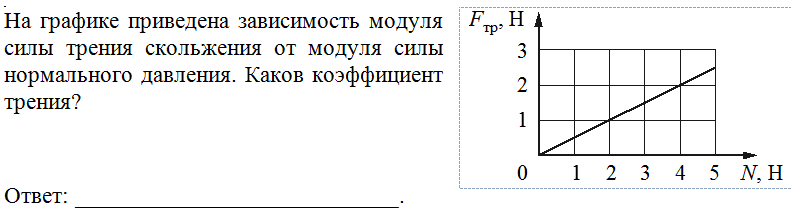 На графике приведена зависимость модуля
силы трения скольжения от модуля силы
нормального давления. Каков коэффициент
трения?
Ответ: ______________________________.
Fтр, Н
3
2
1
0 1 2 3 4 5 N, Н